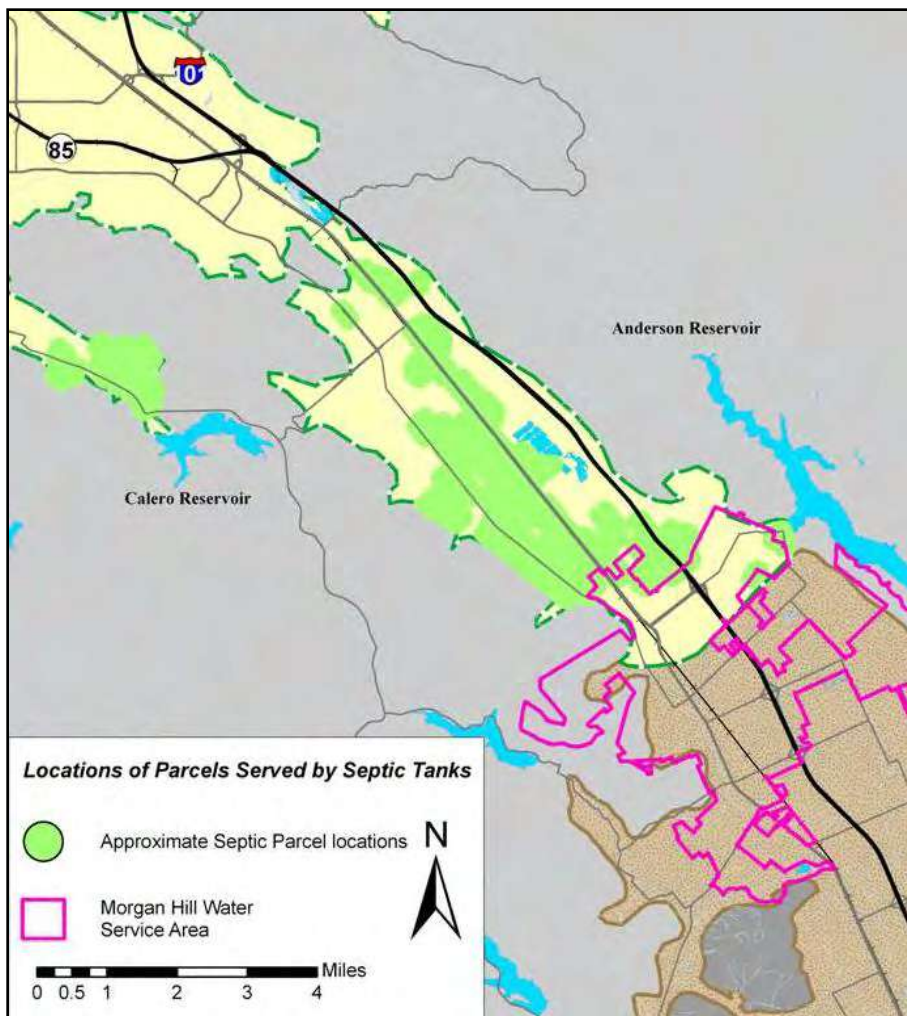 101
85
Anderson Reservoir
Calero Reservoir
Locations of Parcels Served by Septic Tanks
Approximate Septic Parcel locations
N
Morgan Hill Water
Service Area
Miles
0 0.5 1 2 3 4